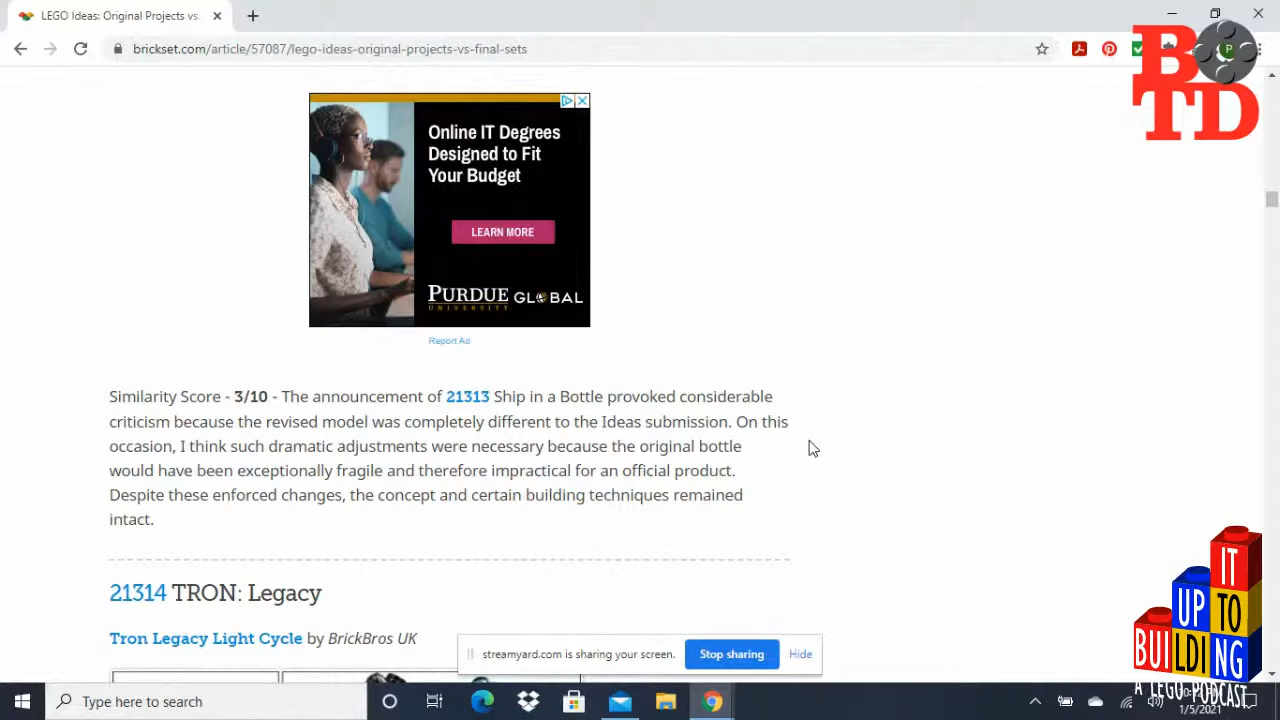 LEGO Ideas: Original Projects vs.
brickset.com/article/57087/lego-ideas-original-projects-vs-final-sets
P
B
TD
Online IT Degrees
Designed to Fit
Your Budget
LEARN MORE
PURDUE GLOBAL
UNIVERSITY
Report Ad
Similarity Score - 3/10 - The announcement of 21313 Ship in a Bottle provoked considerable
criticism because the revised model was completely different to the Ideas submission. On this
occasion, I think such dramatic adjustments were necessary because the original bottle
would have been exceptionally fragile and therefore impractical for an official product.
Despite these enforced changes, the concept and certain building techniques remained
intact.
21314 TRON: Legacy
Tron Legacy Light Cycle by BrickBros UK
streamyard.com is sharing your screen.
Stop sharing
Hide
IT
UP TO
BUILDING
A LEGO PODCAST
Type here to search
1/5/2021